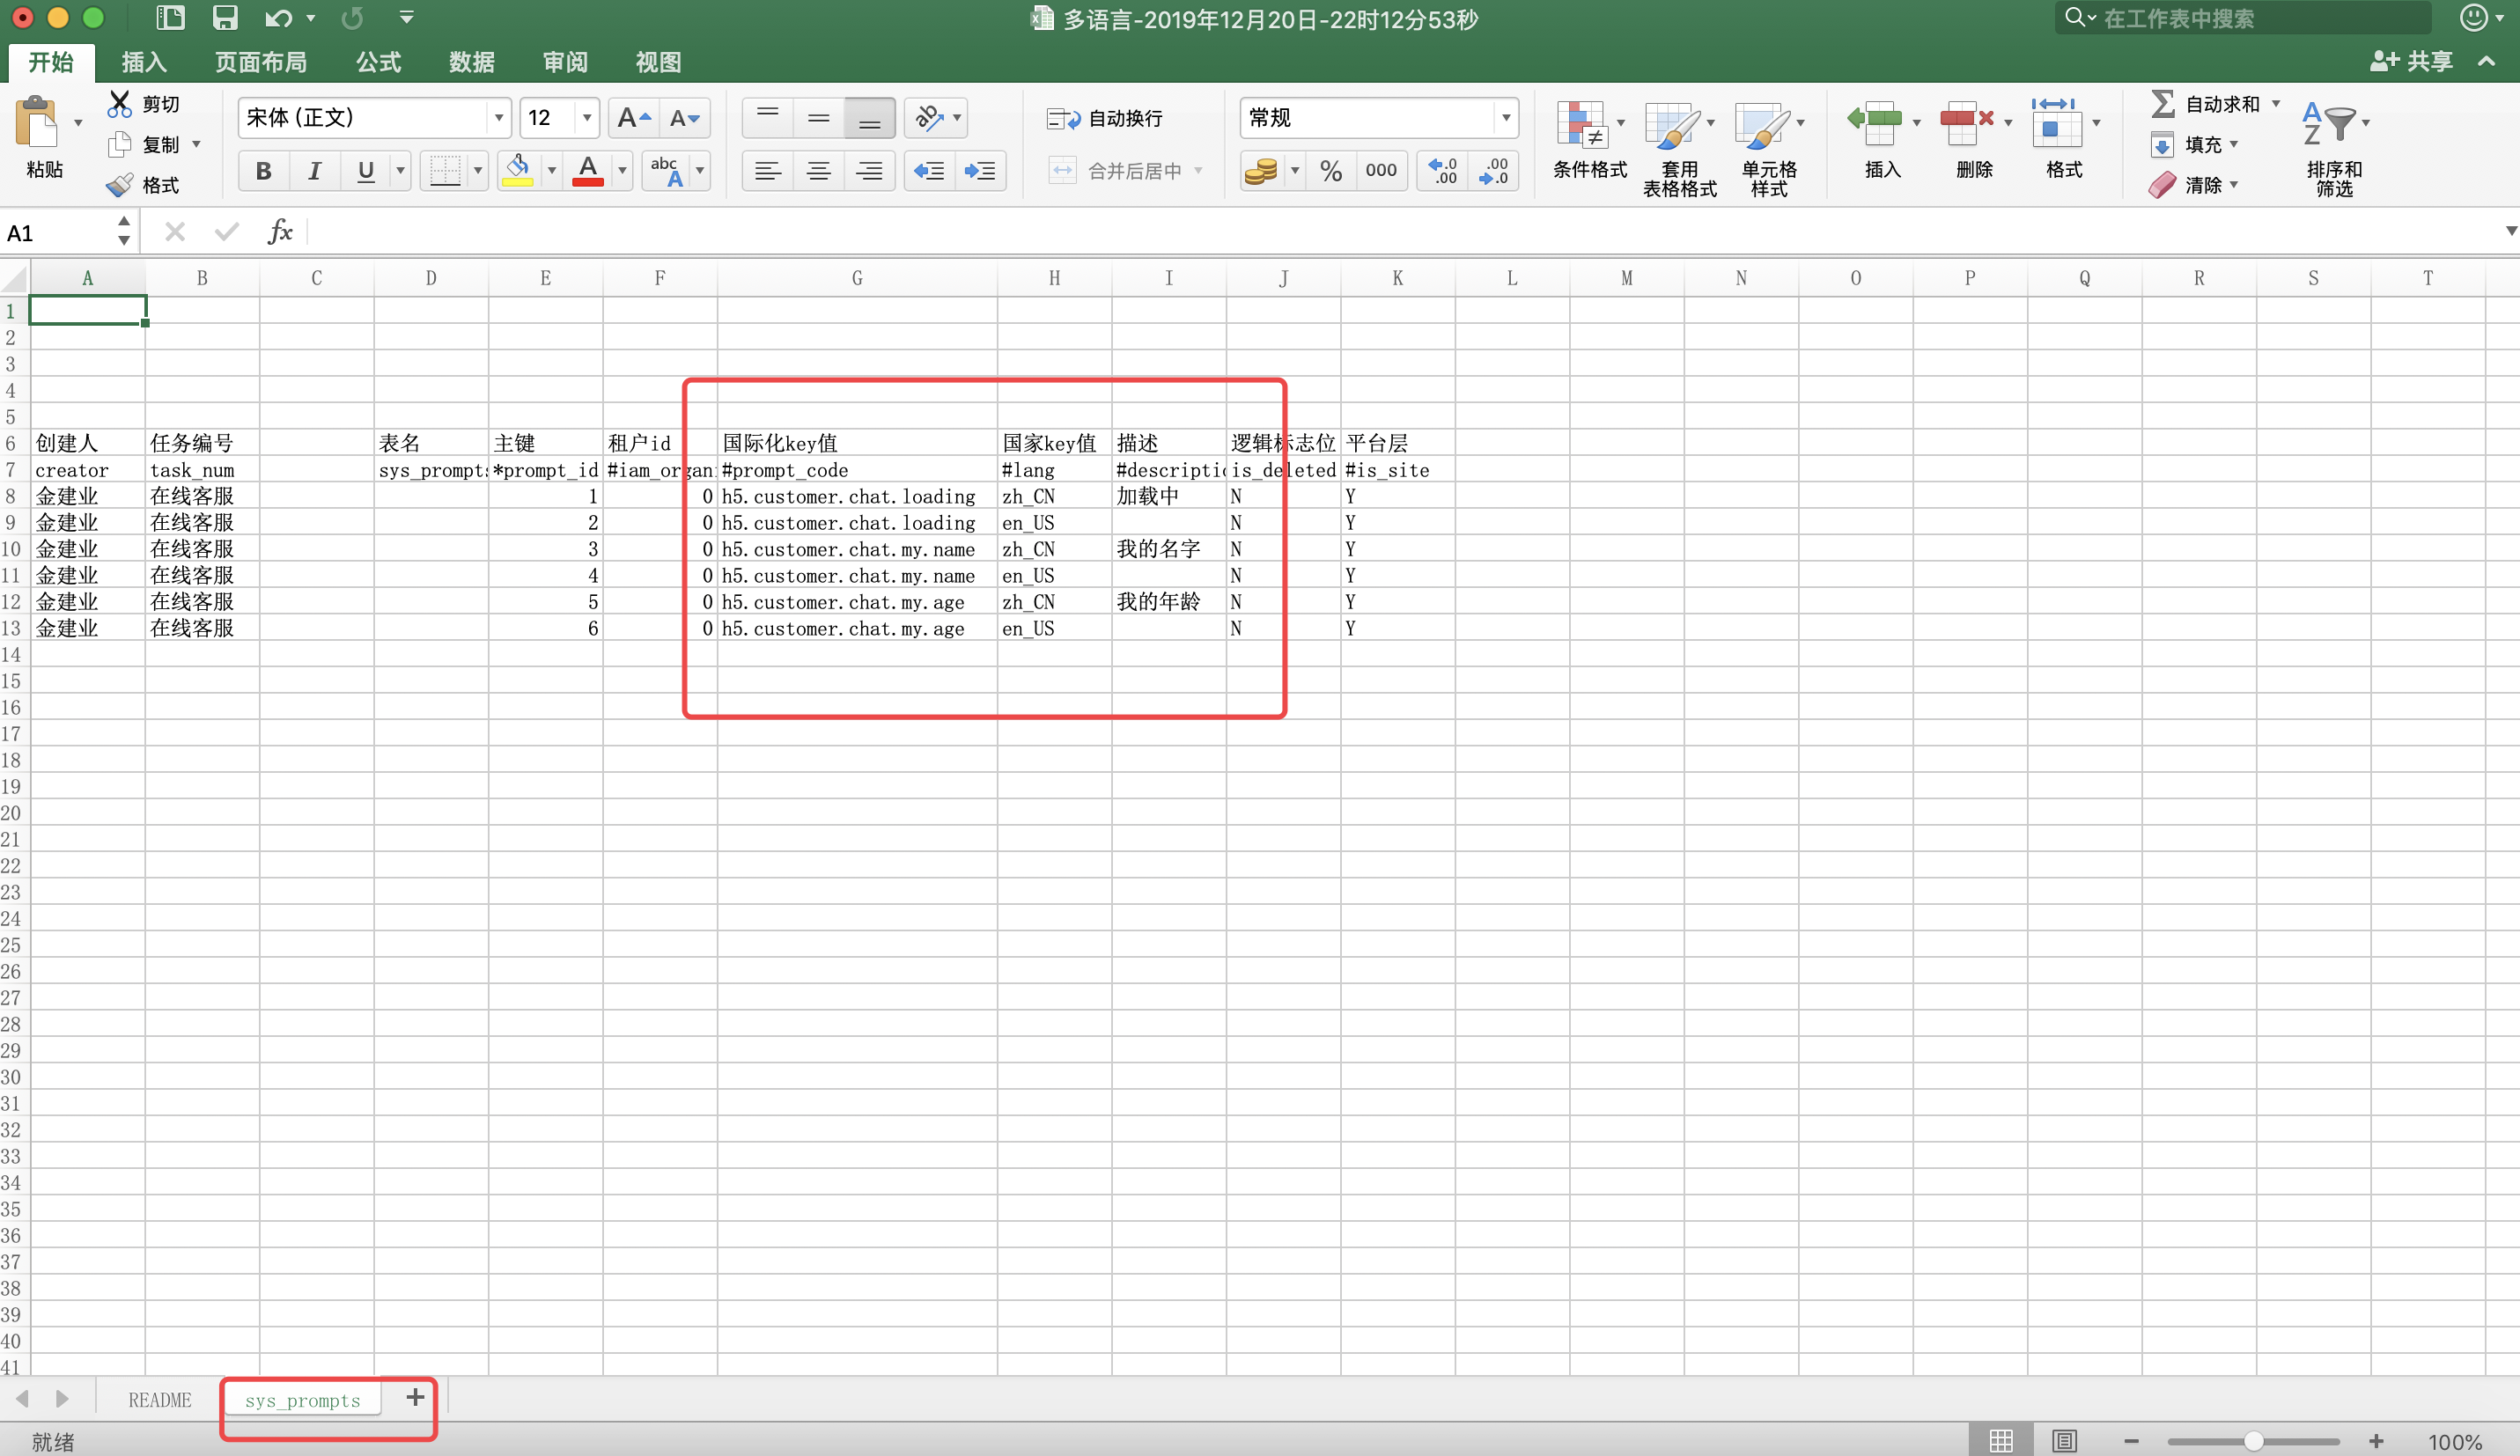 多语言-2019年12月20日-22时12分53秒
在工作表中搜索
开始 插入 页面布局 公式 数据 审阅 视图
共享
粘贴
剪切
复制
格式
宋体 (正文) 12 A A
B I U A abc A
自动换行
合并后居中
常规
% 000 .0 .00 .00 .0
条件格式
套用
表格格式
单元格
样式
插入
删除
格式
自动求和
填充
清除
A Z
排序和
筛选
A1 fx
A B C D E F G H I J K L M N O P Q R S T
1
2
3
4
5
6 创建人 任务编号 表名 主键 租户id 国际化key值 国家key值 描述 逻辑标志位 平台层
7 creator task_num sys_prompts *prompt_id #iam_organi #prompt_code #lang #descriptio is_deleted #is_site
8 金建业 在线客服 1 0 h5.customer.chat.loading zh_CN 加载中 N Y
9 金建业 在线客服 2 0 h5.customer.chat.loading en_US N Y
10 金建业 在线客服 3 0 h5.customer.chat.my.name zh_CN 我的名字 N Y
11 金建业 在线客服 4 0 h5.customer.chat.my.name en_US N Y
12 金建业 在线客服 5 0 h5.customer.chat.my.age zh_CN 我的年龄 N Y
13 金建业 在线客服 6 0 h5.customer.chat.my.age en_US N Y
14
15
16
17
18
19
20
21
22
23
24
25
26
27
28
29
30
31
32
33
34
35
36
37
38
39
40
41
README sys_prompts +
就绪 100%